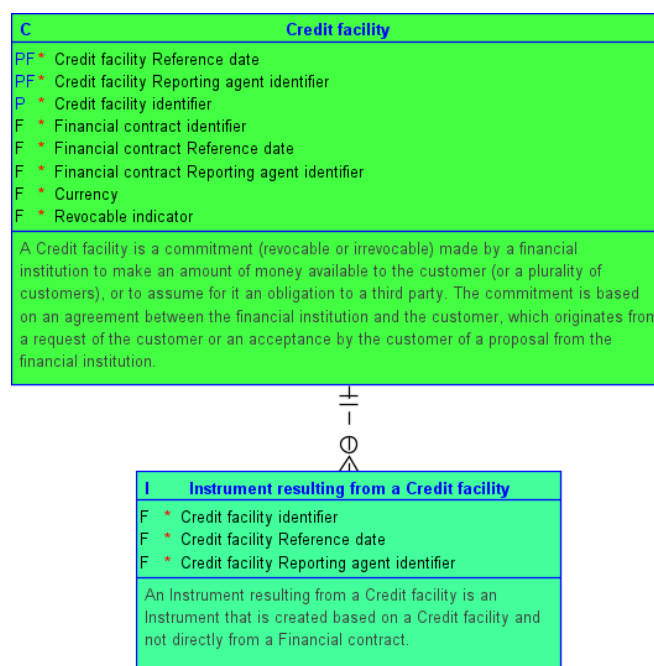 C Credit facility
PF * Credit facility Reference date
PF * Credit facility Reporting agent identifier
P * Credit facility identifier
F * Financial contract identifier
F * Financial contract Reference date
F * Financial contract Reporting agent identifier
F * Currency
F * Revocable indicator
A Credit facility is a commitment (revocable or irrevocable) made by a financial
institution to make an amount of money available to the customer (or a plurality of
customers), or to assume for it an obligation to a third party. The commitment is based
on an agreement between the financial institution and the customer, which originates from
a request of the customer or an acceptance by the customer of a proposal from the
financial institution.
I Instrument resulting from a Credit facility
F * Credit facility identifier
F * Credit facility Reference date
F * Credit facility Reporting agent identifier
An Instrument resulting from a Credit facility is an
Instrument that is created based on a Credit facility and
not directly from a Financial contract.